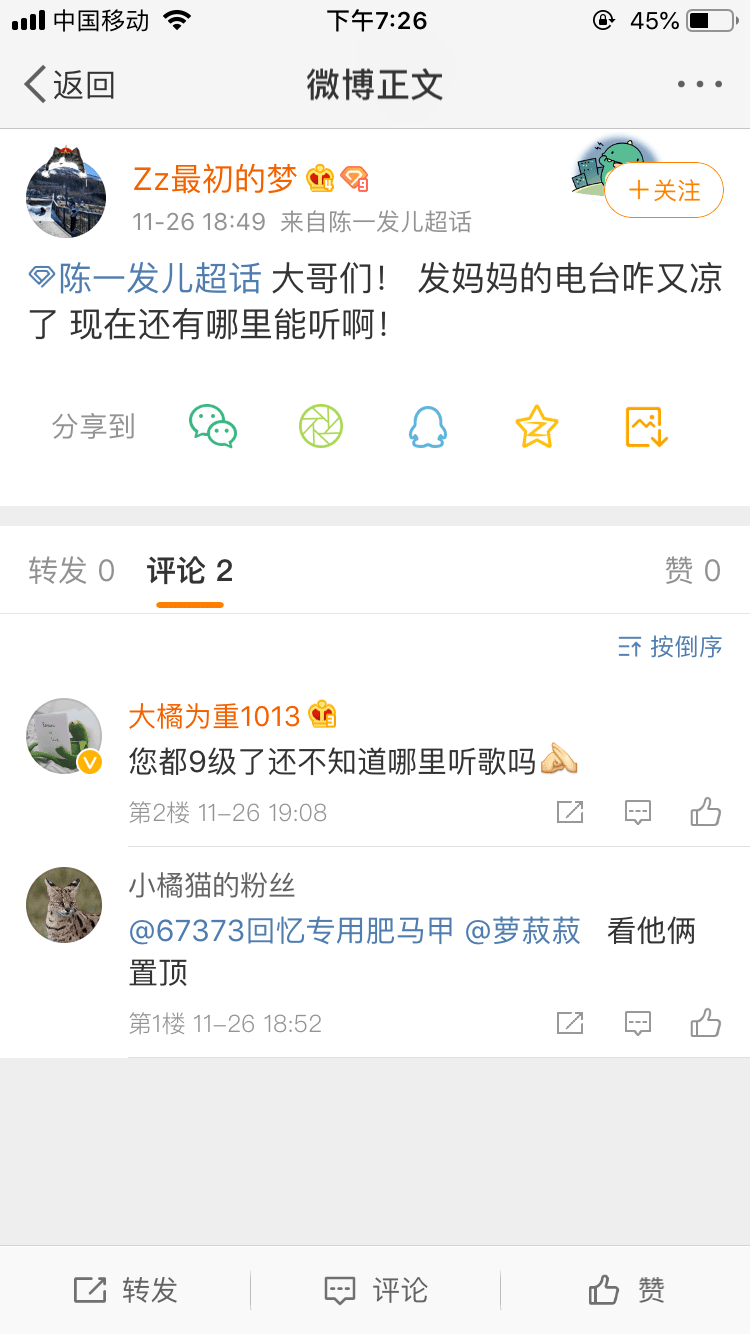 中国移动 下午7:26 45%
返回 微博正文
Zz最初的梦
11-26 18:49 来自陈一发儿超话
+关注
陈一发儿超话 大哥们！ 发妈妈的电台咋又凉
了 现在还有哪里能听啊！
分享到
转发 0 评论 2 赞 0
按倒序
大橘为重1013
您都9级了还不知道哪里听歌吗
第2楼 11-26 19:08
小橘猫的粉丝
@67373回忆专用肥马甲 @萝菽菽 看他俩
置顶
第1楼 11-26 18:52
转发 评论 赞